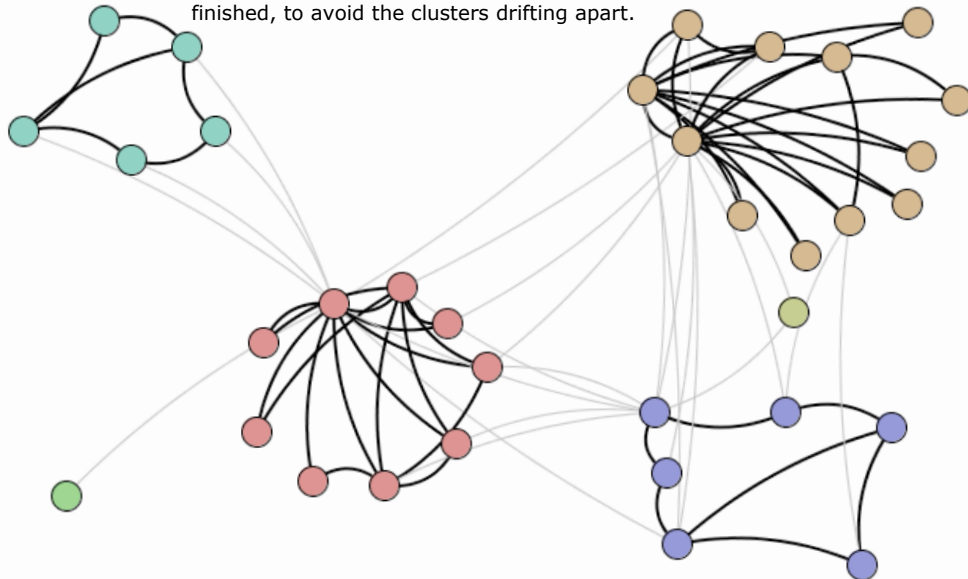 finished, to avoid the clusters drifting apart.